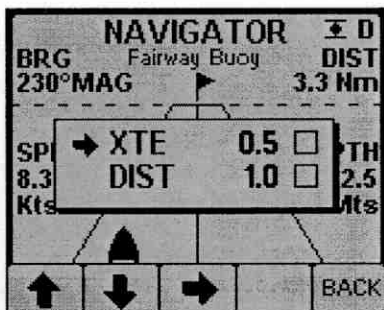 NAVIGATOR D
BRG Fairway Buoy DIST
230°MAG 3.3 Nm
XTE 0.5
SP TH
DIST 1.0
8.3 2.5
Kts Mts
BACK